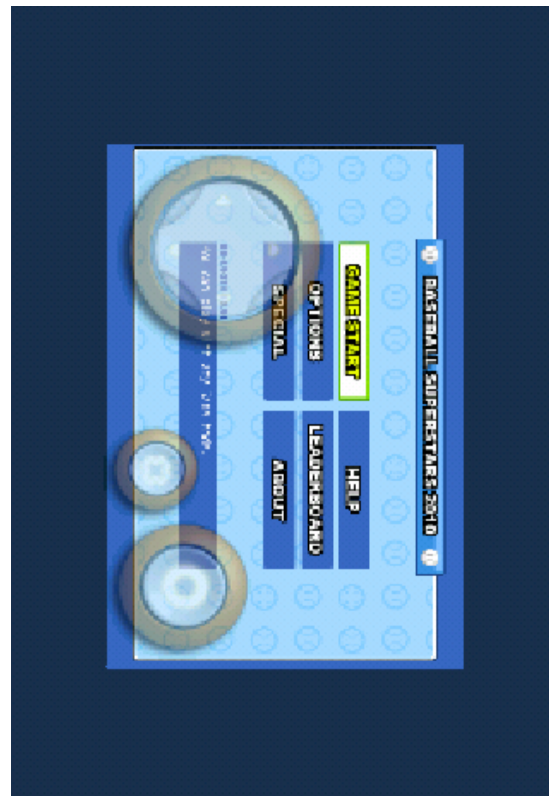 BASEBALL SUPERSTARS 2010
GAME START
HELP
OPTIONS
LEADERBOARD
SPECIAL
ABOUT